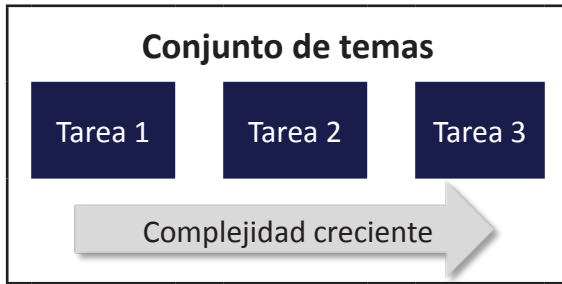 Conjunto de temas
Tarea 1
Tarea 2
Tarea 3
Complejidad creciente